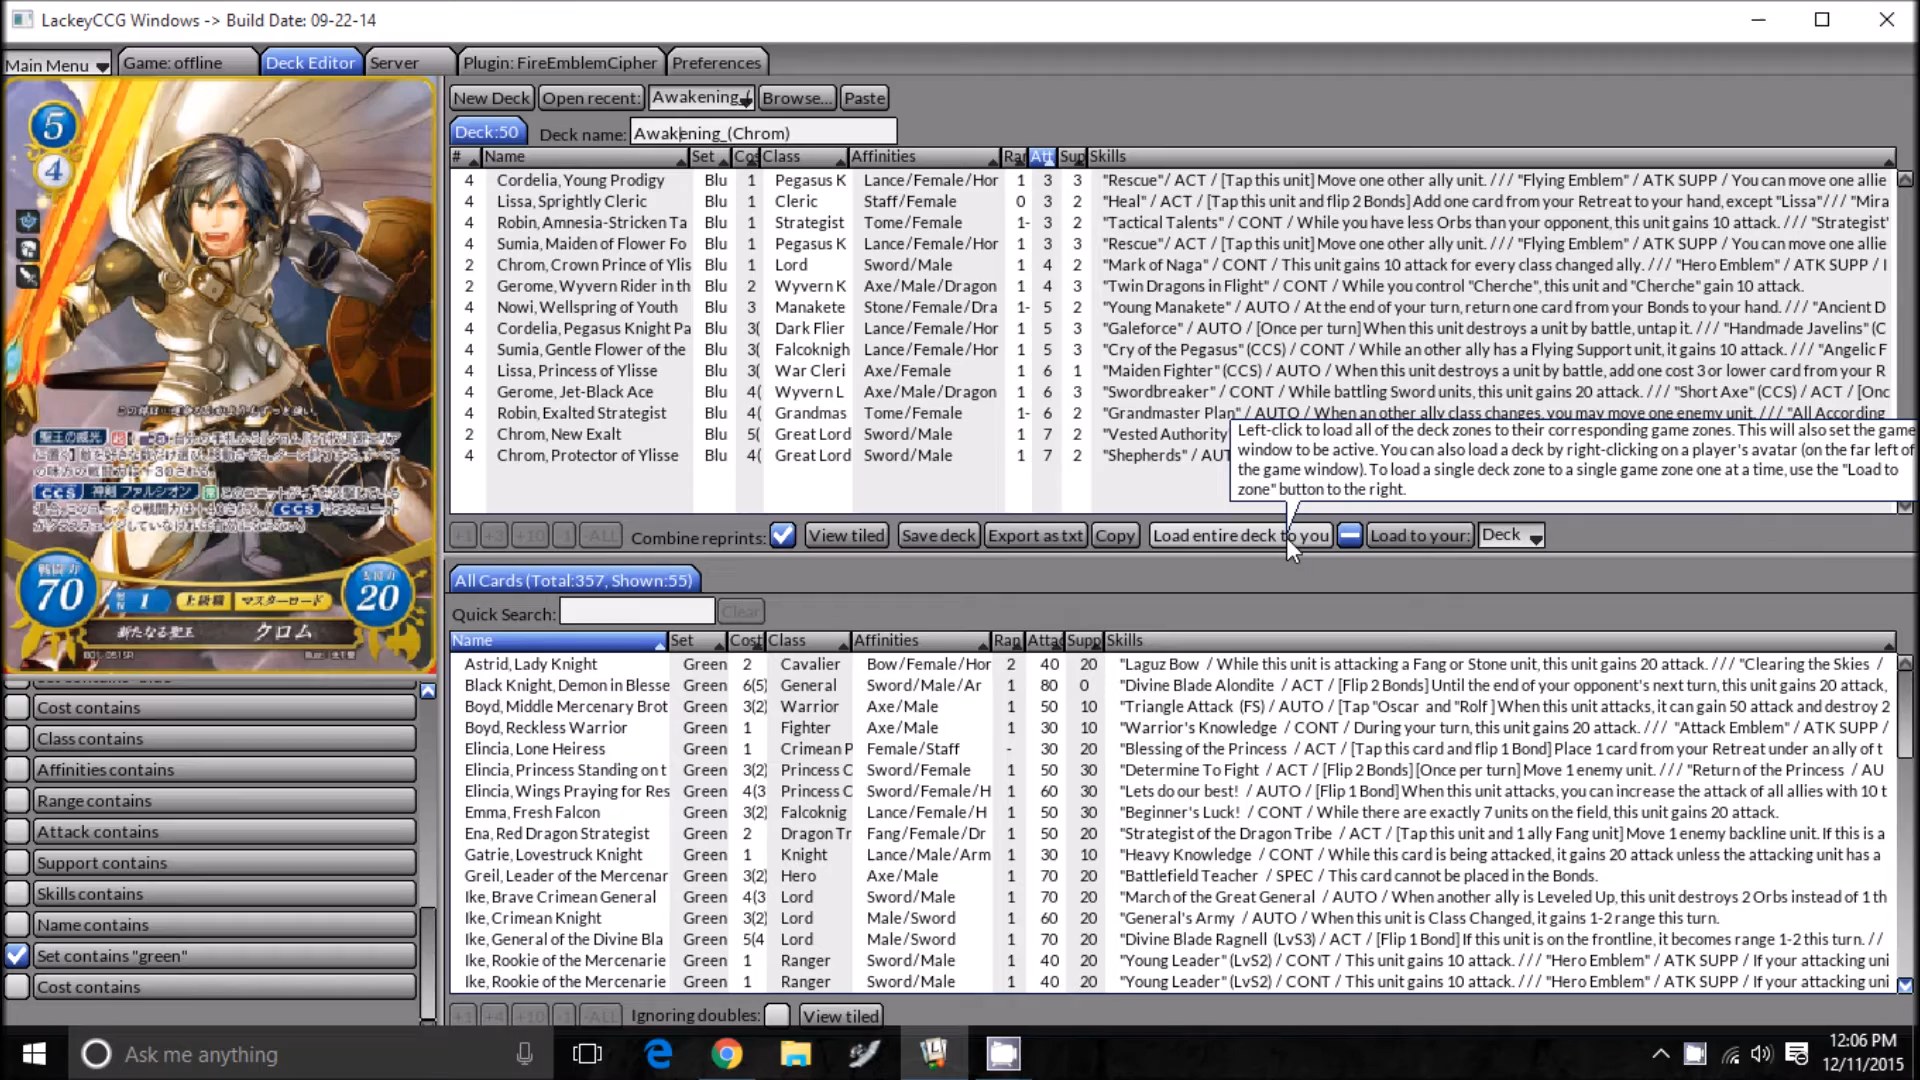 LackeyCCG Windows -> Build Date: 09-22-14
Main Menu
Game: offline
Deck Editor
Server
Plugin: FireEmblemCipher
Preferences
New Deck
Open recent:
Awakening_(
Browse...
Paste
Deck:50
Deck name:
Awakening_(Chrom)
# Name Set Cos Class Affinities Ran Att Sup Skills
4 Cordelia, Young Prodigy Blu 1 Pegasus K Lance/Female/Hor 1 3 3 "Rescue"/ ACT / [Tap this unit] Move one other ally unit. /// "Flying Emblem" / ATK SUPP / You can move one allie
4 Lissa, Sprightly Cleric Blu 1 Cleric Staff/Female 0 3 2 "Heal" / ACT / [Tap this unit and flip 2 Bonds] Add one card from your Retreat to your hand, except "Lissa"/// "Mira
4 Robin, Amnesia-Stricken Ta Blu 1 Strategist Tome/Female 1- 3 2 "Tactical Talents" / CONT / While you have less Orbs than your opponent, this unit gains 10 attack. /// "Strategist'
4 Sumia, Maiden of Flower Fo Blu 1 Pegasus K Lance/Female/Hor 1 3 3 "Rescue"/ ACT / [Tap this unit] Move one other ally unit. /// "Flying Emblem" / ATK SUPP / You can move one allie
2 Chrom, Crown Prince of Ylis Blu 1 Lord Sword/Male 1 4 2 "Mark of Naga" / CONT / This unit gains 10 attack for every class changed ally. /// "Hero Emblem" / ATK SUPP / I
2 Gerome, Wyvern Rider in th Blu 2 Wyvern K Axe/Male/Dragon 1 4 3 "Twin Dragons in Flight" / CONT / While you control "Cherche", this unit and "Cherche" gain 10 attack.
4 Nowi, Wellspring of Youth Blu 3 Manakete Stone/Female/Dra 1- 5 2 "Young Manakete" / AUTO / At the end of your turn, return one card from your Bonds to your hand. /// "Ancient D
4 Cordelia, Pegasus Knight Pa Blu 3( Dark Flier Lance/Female/Hor 1 5 3 "Galeforce" / AUTO / [Once per turn] When this unit destroys a unit by battle, untap it. /// "Handmade Javelins" (C
4 Sumia, Gentle Flower of the Blu 3( Falcoknigh Lance/Female/Hor 1 5 3 "Cry of the Pegasus" (CCS) / CONT / While an other ally has a Flying Support unit, it gains 10 attack. /// "Angelic F
4 Lissa, Princess of Ylisse Blu 3( War Cleri Axe/Female 1 6 1 "Maiden Fighter" (CCS) / AUTO / When this unit destroys a unit by battle, add one cost 3 or lower card from your R
4 Gerome, Jet-Black Ace Blu 4( Wyvern L Axe/Male/Dragon 1 6 3 "Swordbreaker" / CONT / While battling Sword units, this unit gains 20 attack. /// "Short Axe" (CCS) / ACT / [Onc
4 Robin, Exalted Strategist Blu 4( Grandmas Tome/Female 1- 6 2 "Grandmaster Plan" / AUTO / When an other ally class changes, you may move one enemy unit. /// "All According
2 Chrom, New Exalt Blu 5( Great Lord Sword/Male 1 7 2 "Vested Authority
4 Chrom, Protector of Ylisse Blu 4( Great Lord Sword/Male 1 7 2 "Shepherds" / AUT
Left-click to load all of the deck zones to their corresponding game zones. This will also set the game
window to be active. You can also load a deck by right-clicking on a player's avatar (on the far left of
the game window). To load a single deck zone to a single game zone one at a time, use the "Load to
zone" button to the right.
+1 +3 +10 -1 -ALL
Combine reprints:
View tiled
Save deck
Export as txt
Copy
Load entire deck to you
Load to your:
Deck
All Cards (Total:357, Shown:55)
Quick Search:
Clear
Name Set Cost Class Affinities Ran Attac Supp Skills
Astrid, Lady Knight Green 2 Cavalier Bow/Female/Hor 2 40 20 "Laguz Bow / While this unit is attacking a Fang or Stone unit, this unit gains 20 attack. /// "Clearing the Skies /
Black Knight, Demon in Blesse Green 6(5) General Sword/Male/Ar 1 80 0 "Divine Blade Alondite / ACT / [Flip 2 Bonds] Until the end of your opponent's next turn, this unit gains 20 attack,
Boyd, Middle Mercenary Brot Green 3(2) Warrior Axe/Male 1 50 10 "Triangle Attack (FS) / AUTO / [Tap "Oscar and "Rolf ] When this unit attacks, it can gain 50 attack and destroy 2
Boyd, Reckless Warrior Green 1 Fighter Axe/Male 1 30 10 "Warrior's Knowledge / CONT / During your turn, this unit gains 20 attack. /// "Attack Emblem" / ATK SUPP /
Elincia, Lone Heiress Green 1 Crimean P Female/Staff - 30 20 "Blessing of the Princess / ACT / [Tap this card and flip 1 Bond] Place 1 card from your Retreat under an ally of t
Elincia, Princess Standing on t Green 3(2) Princess C Sword/Female 1 50 30 "Determine To Fight / ACT / [Flip 2 Bonds] [Once per turn] Move 1 enemy unit. /// "Return of the Princess / AU
Elincia, Wings Praying for Res Green 4(3 Princess C Sword/Female/H 1 60 30 "Lets do our best! / AUTO / [Flip 1 Bond] When this unit attacks, you can increase the attack of all allies with 10 t
Emma, Fresh Falcon Green 3(2) Falcoknig Lance/Female/H 1 50 30 "Beginner's Luck! / CONT / While there are exactly 7 units on the field, this unit gains 20 attack.
Ena, Red Dragon Strategist Green 2 Dragon Tr Fang/Female/Dr 1 50 20 "Strategist of the Dragon Tribe / ACT / [Tap this unit and 1 ally Fang unit] Move 1 enemy backline unit. If this is a
Gatrie, Lovestruck Knight Green 1 Knight Lance/Male/Arm 1 30 10 "Heavy Knowledge / CONT / While this card is being attacked, it gains 20 attack unless the attacking unit has a
Greil, Leader of the Mercenar Green 3(2) Hero Axe/Male 1 70 20 "Battlefield Teacher / SPEC / This card cannot be placed in the Bonds.
Ike, Brave Crimean General Green 4(3 Lord Sword/Male 1 70 20 "March of the Great General / AUTO / When another ally is Leveled Up, this unit destroys 2 Orbs instead of 1 th
Ike, Crimean Knight Green 3(2) Lord Male/Sword 1 60 20 "General's Army / AUTO / When this unit is Class Changed, it gains 1-2 range this turn.
Ike, General of the Divine Bla Green 5(4 Lord Male/Sword 1 70 20 "Divine Blade Ragnell (LvS3) / ACT / [Flip 1 Bond] If this unit is on the frontline, it becomes range 1-2 this turn. //
Ike, Rookie of the Mercenarie Green 1 Ranger Sword/Male 1 40 20 "Young Leader" (LvS2) / CONT / This unit gains 10 attack. /// "Hero Emblem" / ATK SUPP / If your attacking uni
Ike, Rookie of the Mercenarie Green 1 Ranger Sword/Male 1 40 20 "Young Leader" (LvS2) / CONT / This unit gains 10 attack. /// "Hero Emblem" / ATK SUPP / If your attacking uni
+1 +4 +10 -1 -ALL
Ignoring doubles:
View tiled
5
4
聖王の威光
CCS 神剣 ファルシオン
戦闘力
70
1
上級職
マスターロード
支援力
20
新たなる聖王
クロム
Cost contains
Class contains
Affinities contains
Range contains
Attack contains
Support contains
Skills contains
Name contains
Set contains "green"
Cost contains
Ask me anything
12:06 PM
12/11/2015